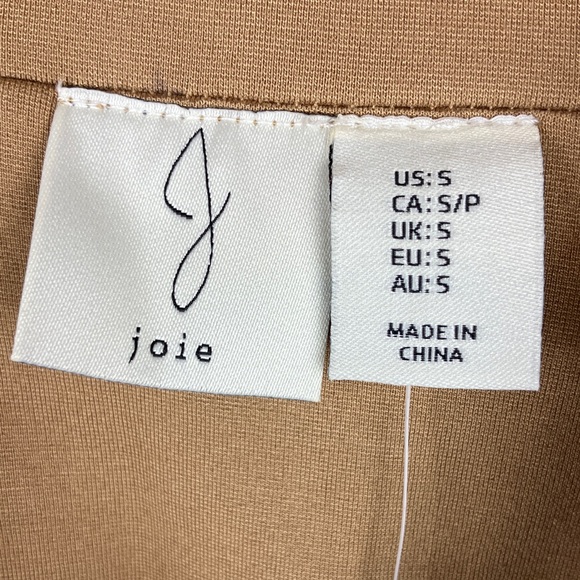 J
joie
US: S
CA: S/P
UK: S
EU: S
AU: S
MADE IN
CHINA